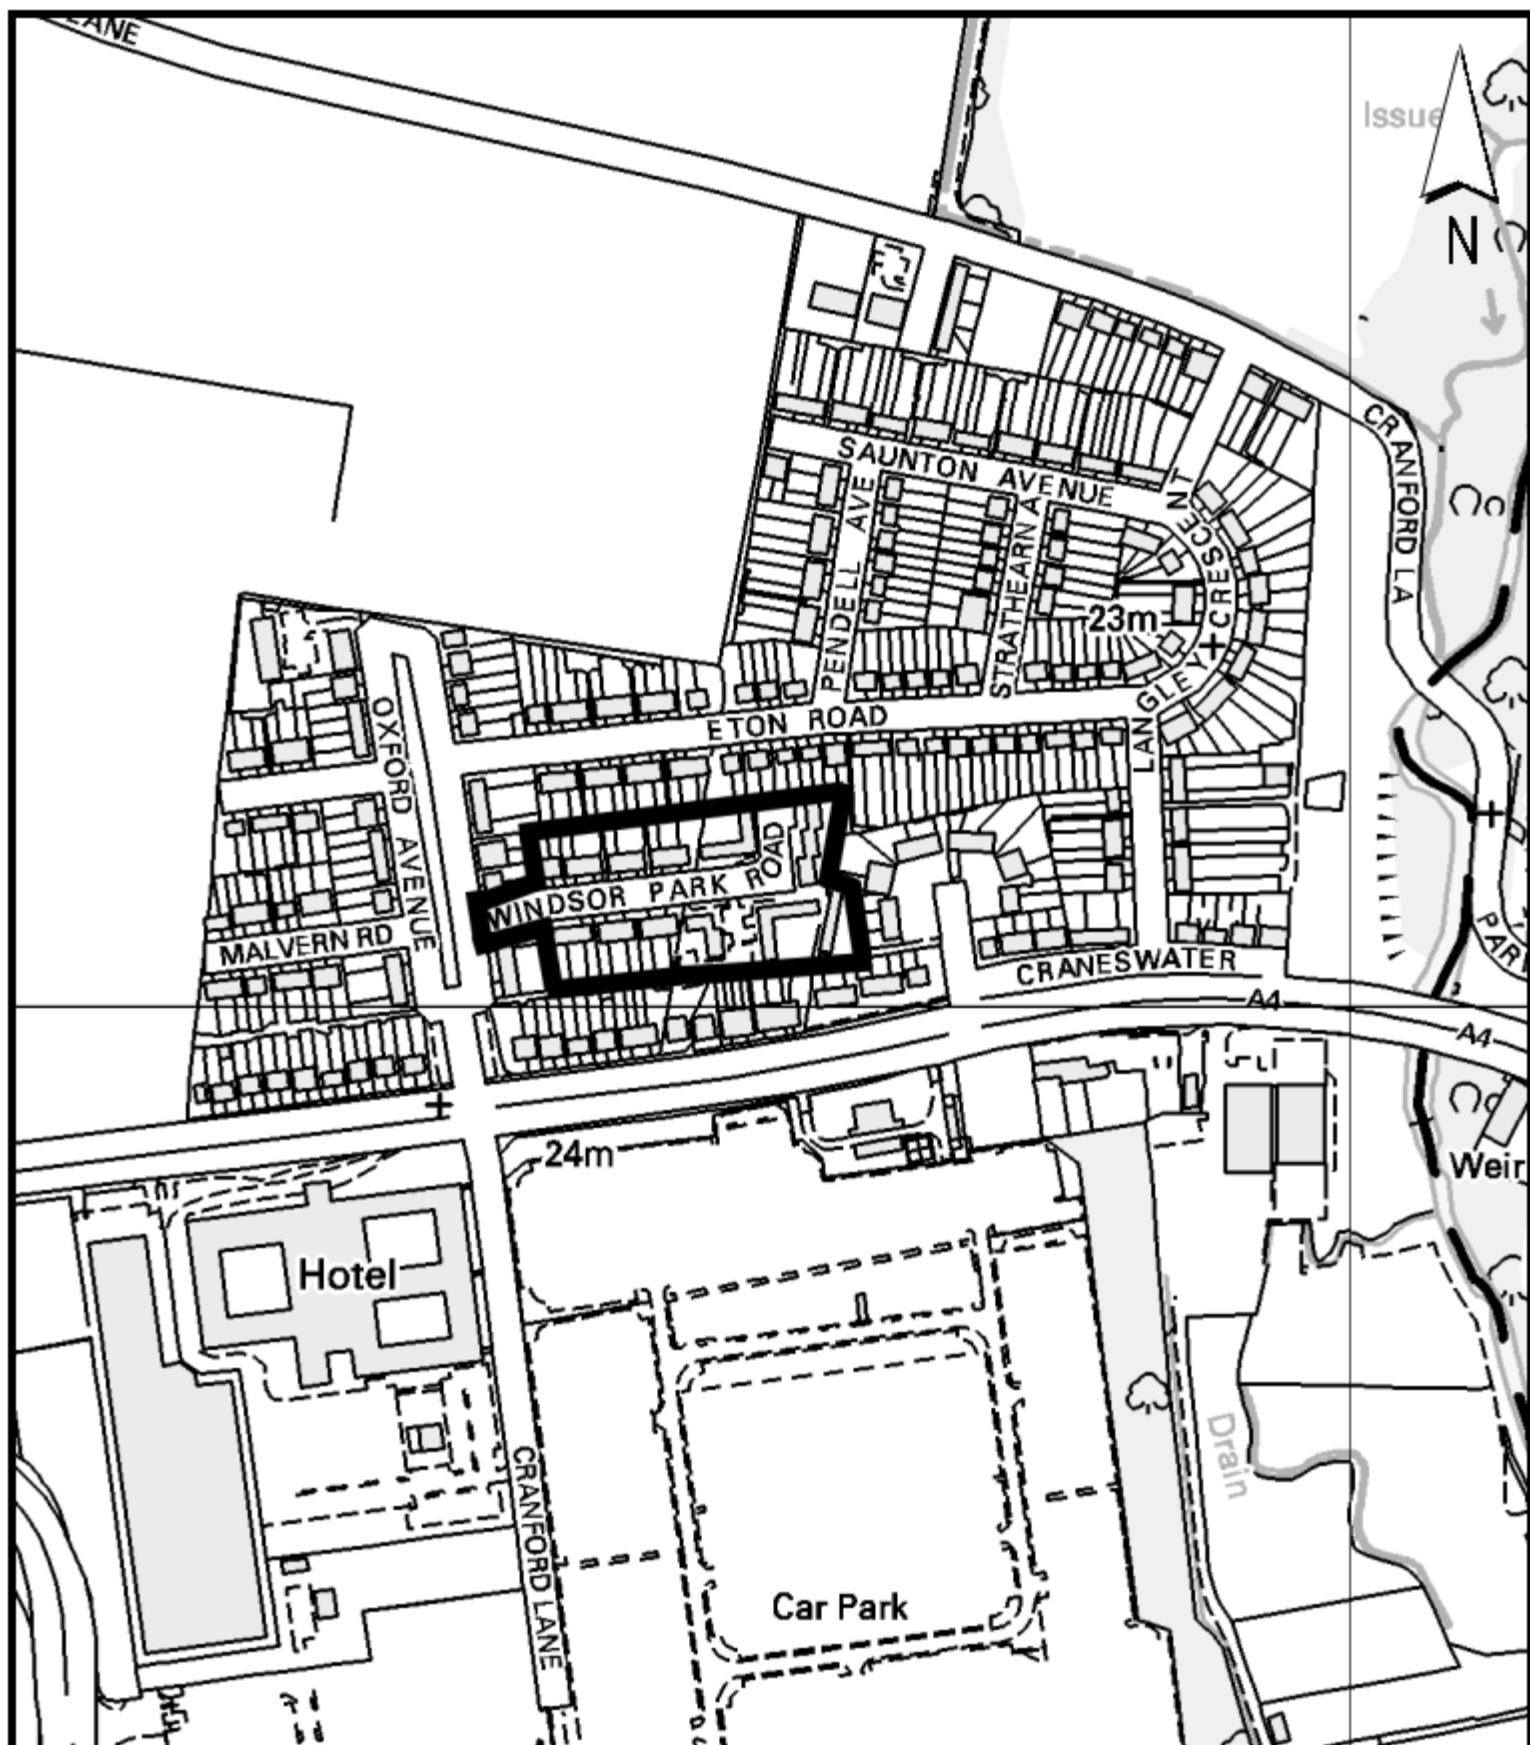 LANE
Issue
N
CRANFORD LA
SAUNTON AVENUE
PENDELL AVE
STRATHEARN A
23m
LANGLEY CRESCENT
ETON ROAD
OXFORD AVENUE
WINDSOR PARK ROAD
MALVERN RD
CRANESWATER
PARK
A4
A4
24m
Weir
Hotel
Drain
CRANFORD LANE
Car Park